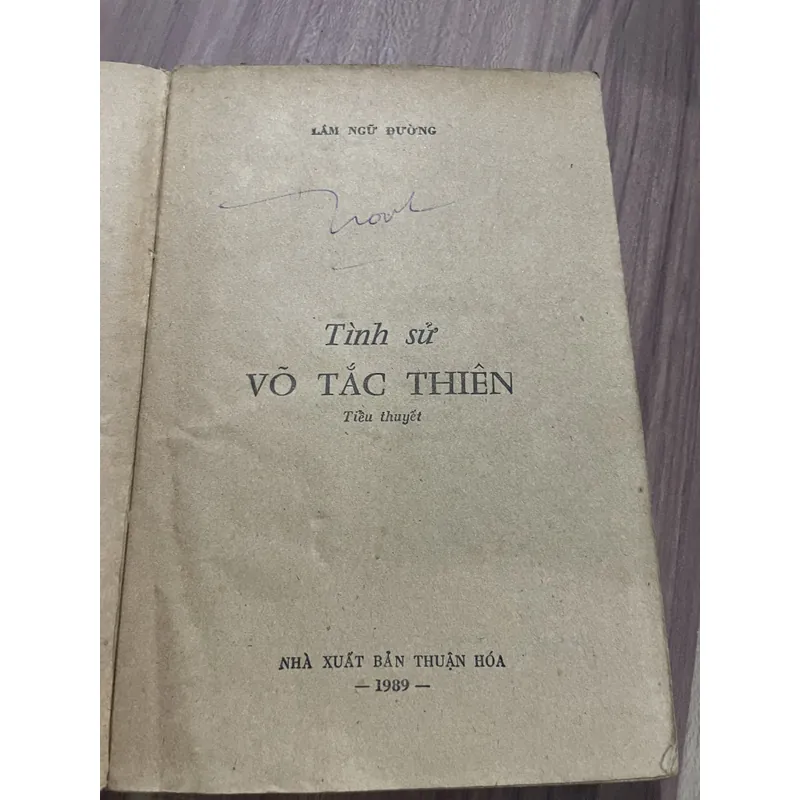 LÂM NGỮ ĐƯỜNG
Tình sử
VÕ TẮC THIÊN
Tiểu thuyết
NHÀ XUẤT BẢN THUẬN HÓA
— 1989 —